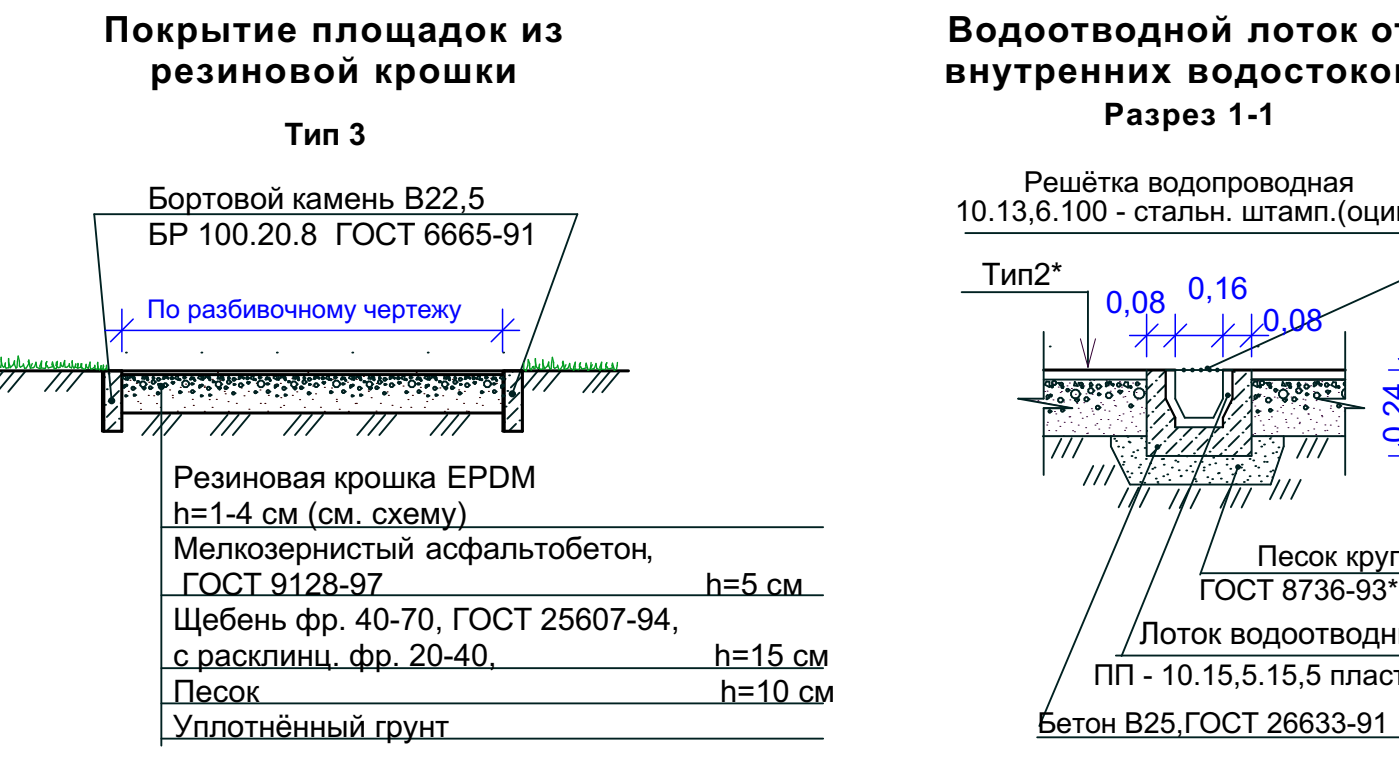 Покрытие площадок из
резиновой крошки
Тип 3
Бортовой камень В22,5
БР 100.20.8 ГОСТ 6665-91
По разбивочному чертежу
Резиновая крошка EPDM
h=1-4 см (см. схему)
Мелкозернистый асфальтобетон,
ГОСТ 9128-97 h=5 см
Щебень фр. 40-70, ГОСТ 25607-94,
с расклинц. фр. 20-40, h=15 см
Песок h=10 см
Уплотнённый грунт
Водоотводной лоток от
внутренних водостоков
Разрез 1-1
Решётка водопроводная
10.13,6.100 - стальн. штамп.(оцин
Тип2*
0,08 0,16 0,08
0,24
Песок круп
ГОСТ 8736-93*
Лоток водоотводн
ПП - 10.15,5.15,5 пласт
Бетон В25,ГОСТ 26633-91